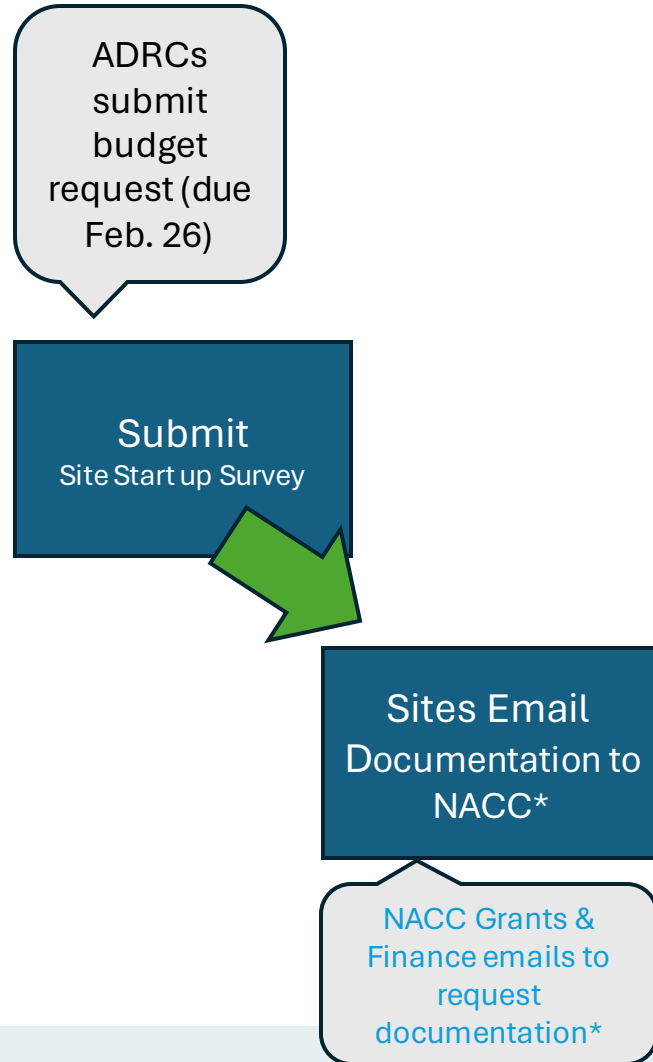 ADRCs
submit
budget
request (due
Feb. 26)
Submit
Site Start up Survey
Sites Email
Documentation to
NACC*
NACC Grants &
Finance emails to
request
documentation*